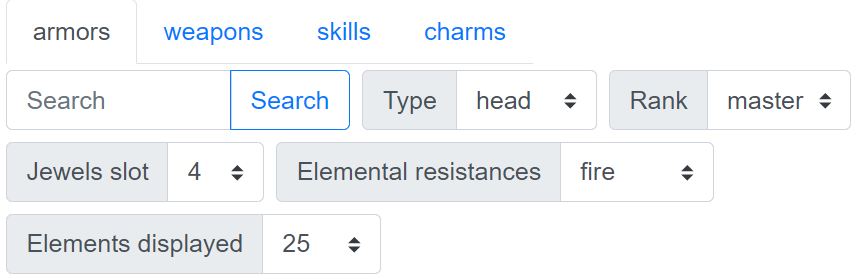 armors weapons skills charms
Search Search Type head Rank master
Jewels slot 4 Elemental resistances fire
Elements displayed 25